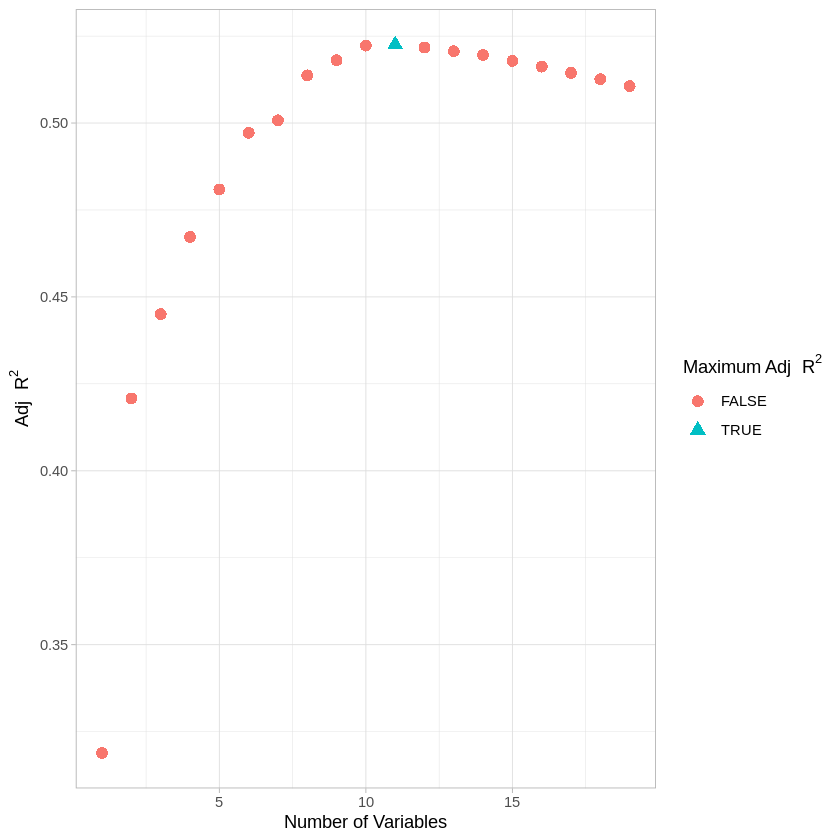 0.50
0.45
0.40
0.35
Adj R²
5 10 15
Number of Variables
Maximum Adj R²
FALSE
TRUE